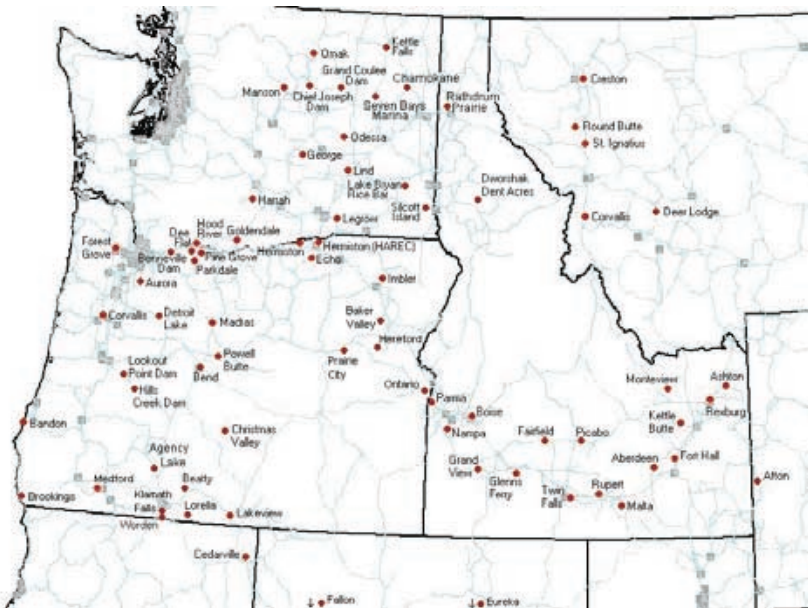 Kettle
Falls
Omak
Grand Coulee
Dam
Chamokane
Creston
Manson
Chief Joseph
Dam
Seven Bays
Marina
Rathdrum
Prairie
Round Butte
St. Ignatius
Odessa
George
Lind
Lake Bryan
Rice Bar
Dworshak
Dent Acres
Harrah
Silcott
Island
Legrow
Corvallis
Deer Lodge
Hood
River
Dee
Flat
Goldendale
Forest
Grove
Bonneville
Dam
Pine Grove
Parkdale
Hermiston
Hermiston (HAREC)
Echo
Aurora
Imbler
Corvallis
Detroit
Lake
Madras
Baker
Valley
Hereford
Prairie
City
Powell
Butte
Bend
Lookout
Point Dam
Hills
Creek Dam
Ontario
Parma
Monteview
Ashton
Rexburg
Boise
Nampa
Fairfield
Picabo
Kettle
Butte
Bandon
Christmas
Valley
Agency
Lake
Grand
View
Glenns
Ferry
Aberdeen
Fort Hall
Medford
Beatty
Brookings
Klamath
Falls
Lorella
Worden
Lakeview
Twin
Falls
Rupert
Malta
Afton
Cedarville
Fallon
Eureka